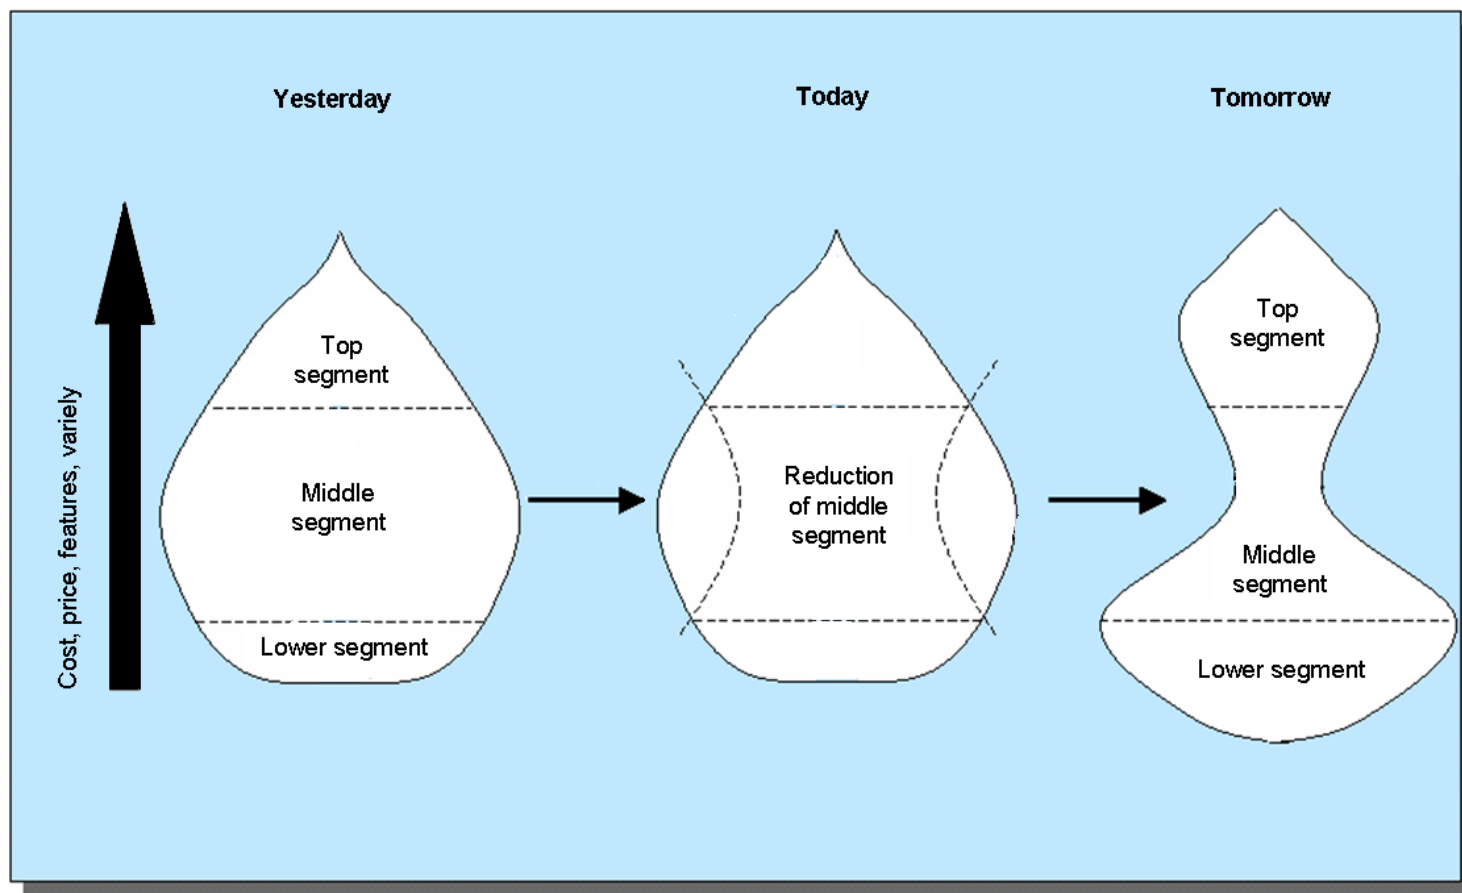 Yesterday
Today
Tomorrow
Cost, price, features, variely
Top
segment
Middle
segment
Lower segment
Reduction
of middle
segment
Top
segment
Middle
segment
Lower segment